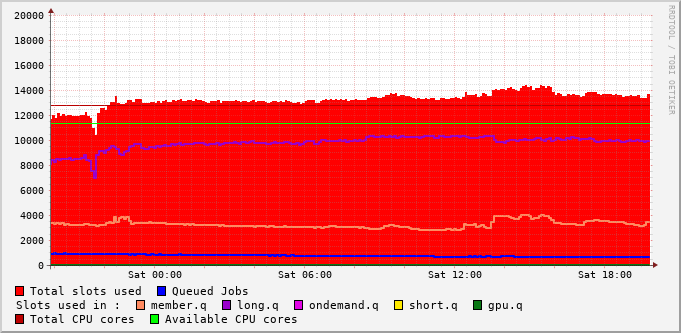 20000
18000
16000
14000
12000
10000
8000
6000
4000
2000
0
Sat 00:00 Sat 06:00 Sat 12:00 Sat 18:00
RRDTOOL / TOBI OETIKER
Total slots used Queued Jobs
Slots used in : member.q long.q ondemand.q short.q gpu.q
Total CPU cores Available CPU cores